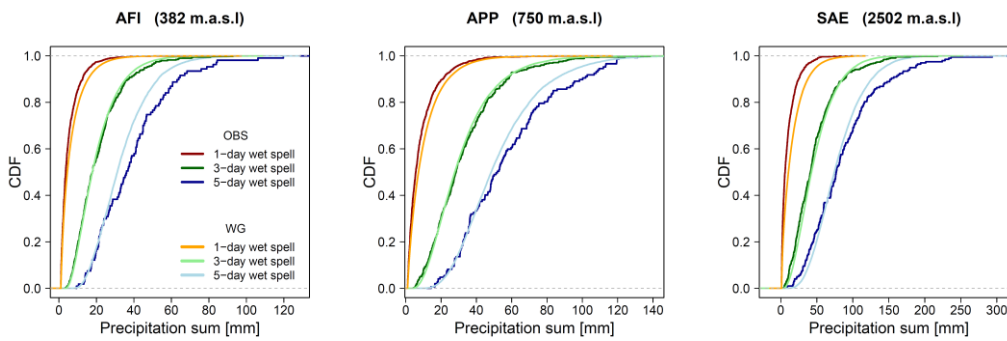 AFI (382 m.a.s.l)
1.0
0.8
0.6
0.4
0.2
0.0
CDF
OBS
1−day wet spell
3−day wet spell
5−day wet spell
WG
1−day wet spell
3−day wet spell
5−day wet spell
0 20 40 60 80 100 120
Precipitation sum [mm]
APP (750 m.a.s.l)
1.0
0.8
0.6
0.4
0.2
0.0
CDF
0 20 40 60 80 100 120 140
Precipitation sum [mm]
SAE (2502 m.a.s.l)
1.0
0.8
0.6
0.4
0.2
0.0
CDF
0 50 100 150 200 250 300
Precipitation sum [mm]